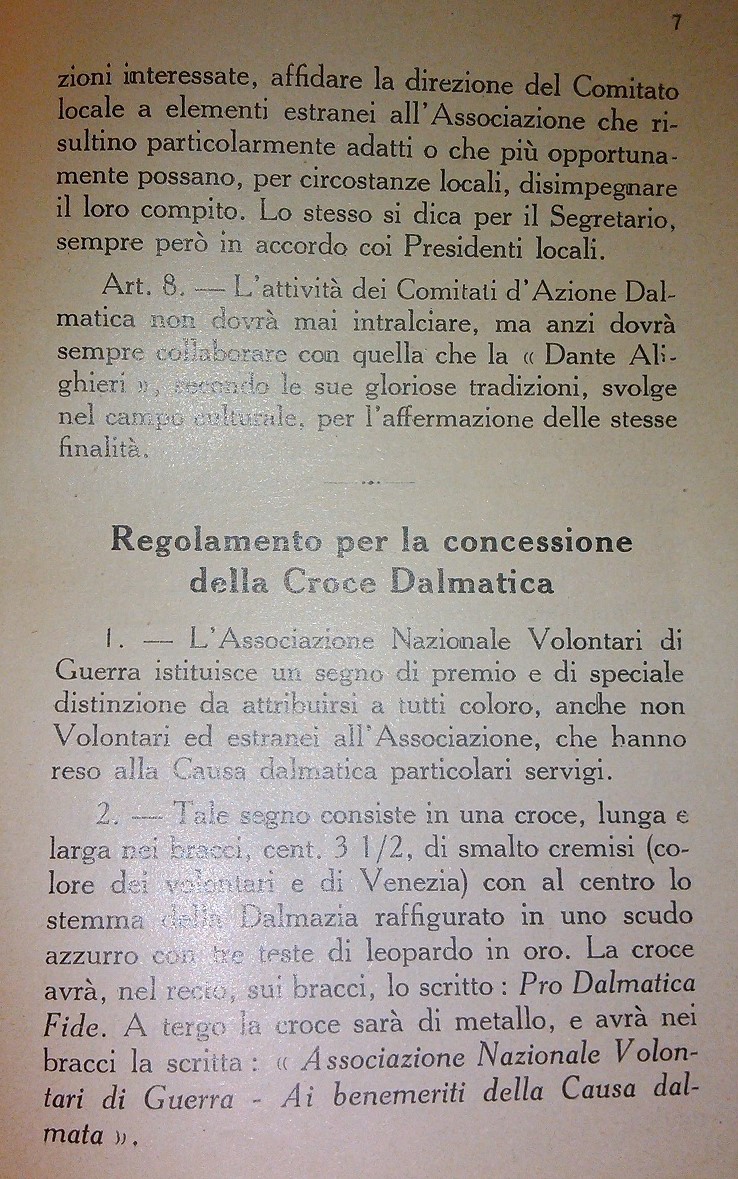 7
zioni interessate, affidare la direzione del Comitato
locale a elementi estranei all'Associazione che ri-
sultino particolarmente adatti o che più opportuna-
mente possano, per circostanze locali, disimpegnare
il loro compito. Lo stesso si dica per il Segretario,
sempre però in accordo coi Presidenti locali.
Art. 8. — L'attività dei Comitati d'Azione Dal-
matica non dovrà mai intralciare, ma anzi dovrà
sempre collaborare con quella che la « Dante Ali-
ghieri », secondo le sue gloriose tradizioni, svolge
nel campo culturale, per l'affermazione delle stesse
finalità.
Regolamento per la concessione
della Croce Dalmatica
1. — L'Associazione Nazionale Volontari di
Guerra istituisce un segno di premio e di speciale
distinzione da attribuirsi a tutti coloro, anche non
Volontari ed estranei all'Associazione, che hanno
reso alla Causa dalmatica particolari servigi.
2. — Tale segno consiste in una croce, lunga e
larga nei bracci, cent. 3 1/2, di smalto cremisi (co-
lore dei volontari e di Venezia) con al centro lo
stemma della Dalmazia raffigurato in uno scudo
azzurro con tre teste di leopardo in oro. La croce
avrà, nel recto, sui bracci, lo scritto : Pro Dalmatica
Fide. A tergo la croce sarà di metallo, e avrà nei
bracci la scritta : « Associazione Nazionale Volon-
tari di Guerra - Ai benemeriti della Causa dal-
mata ».